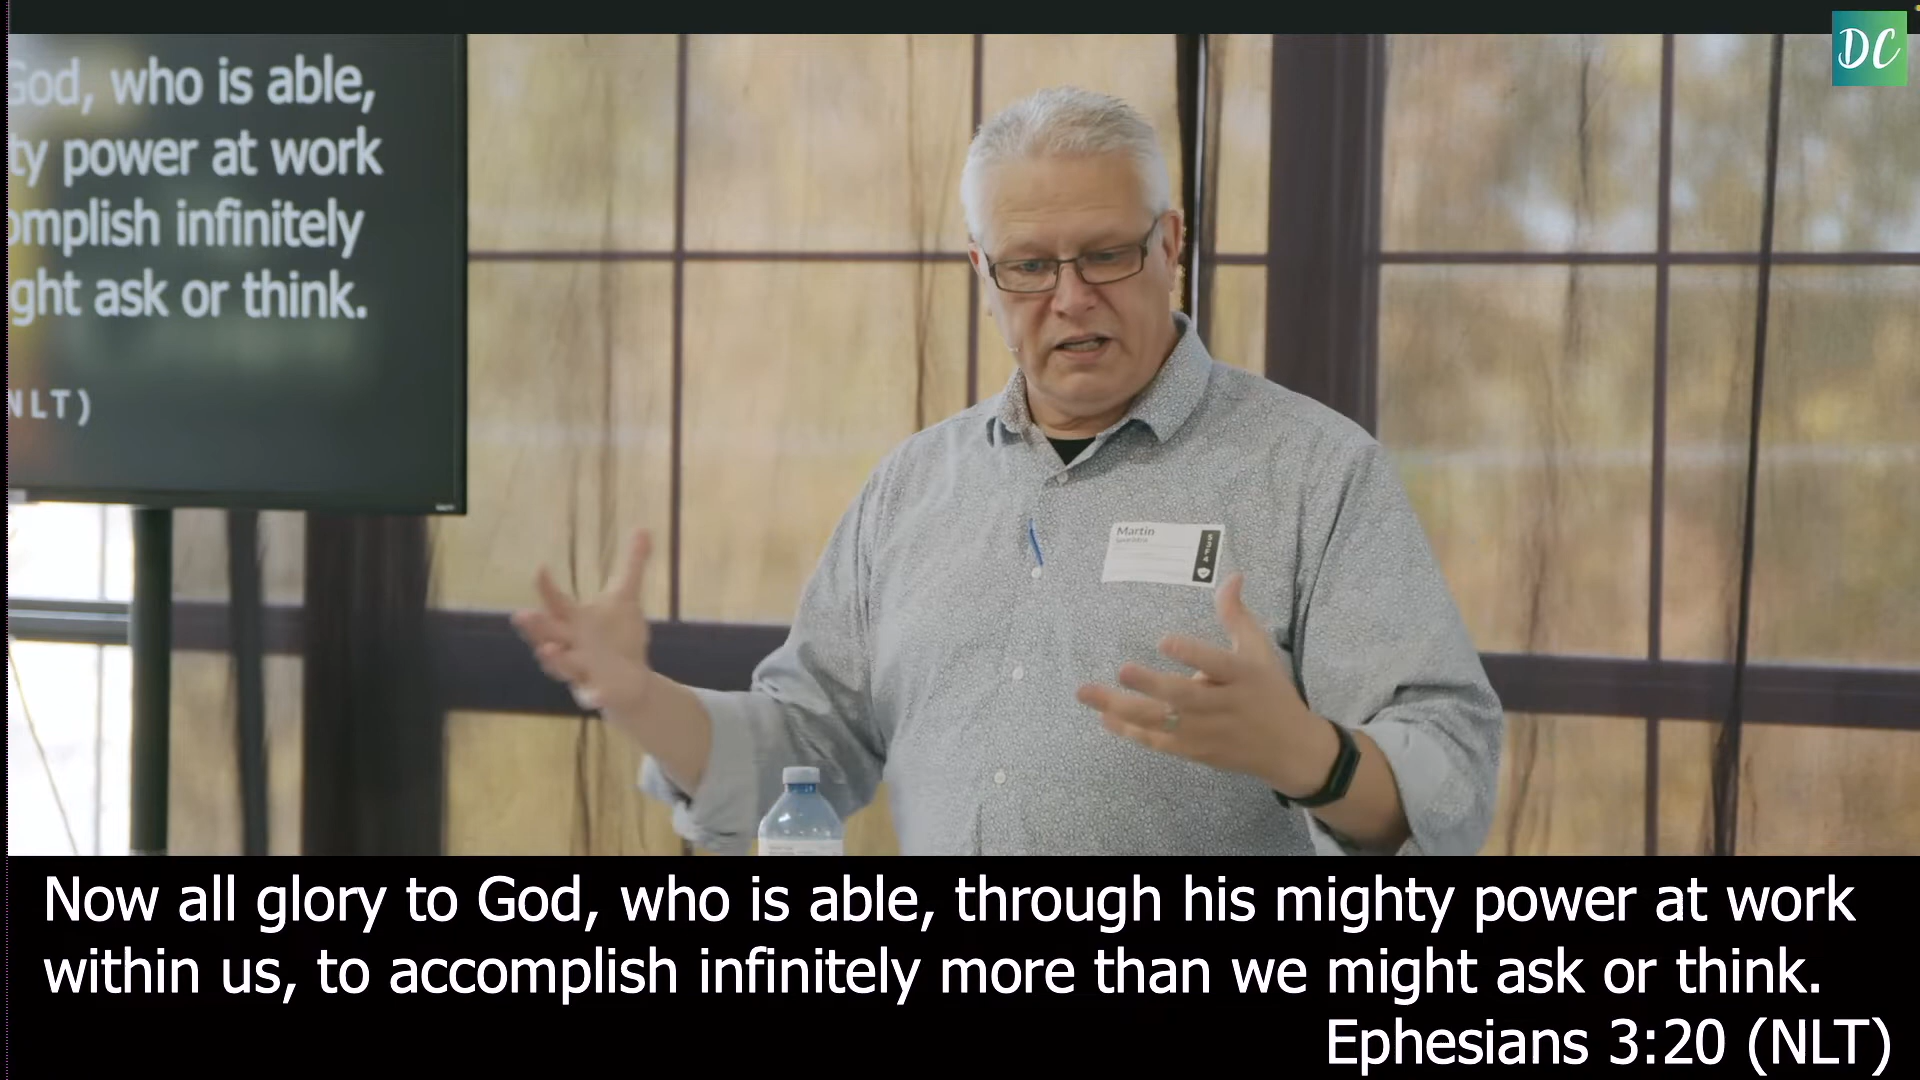 DC
God, who is able,
ty power at work
omplish infinitely
ght ask or think.
NLT)
Martin
Now all glory to God, who is able, through his mighty power at work
within us, to accomplish infinitely more than we might ask or think.
Ephesians 3:20 (NLT)